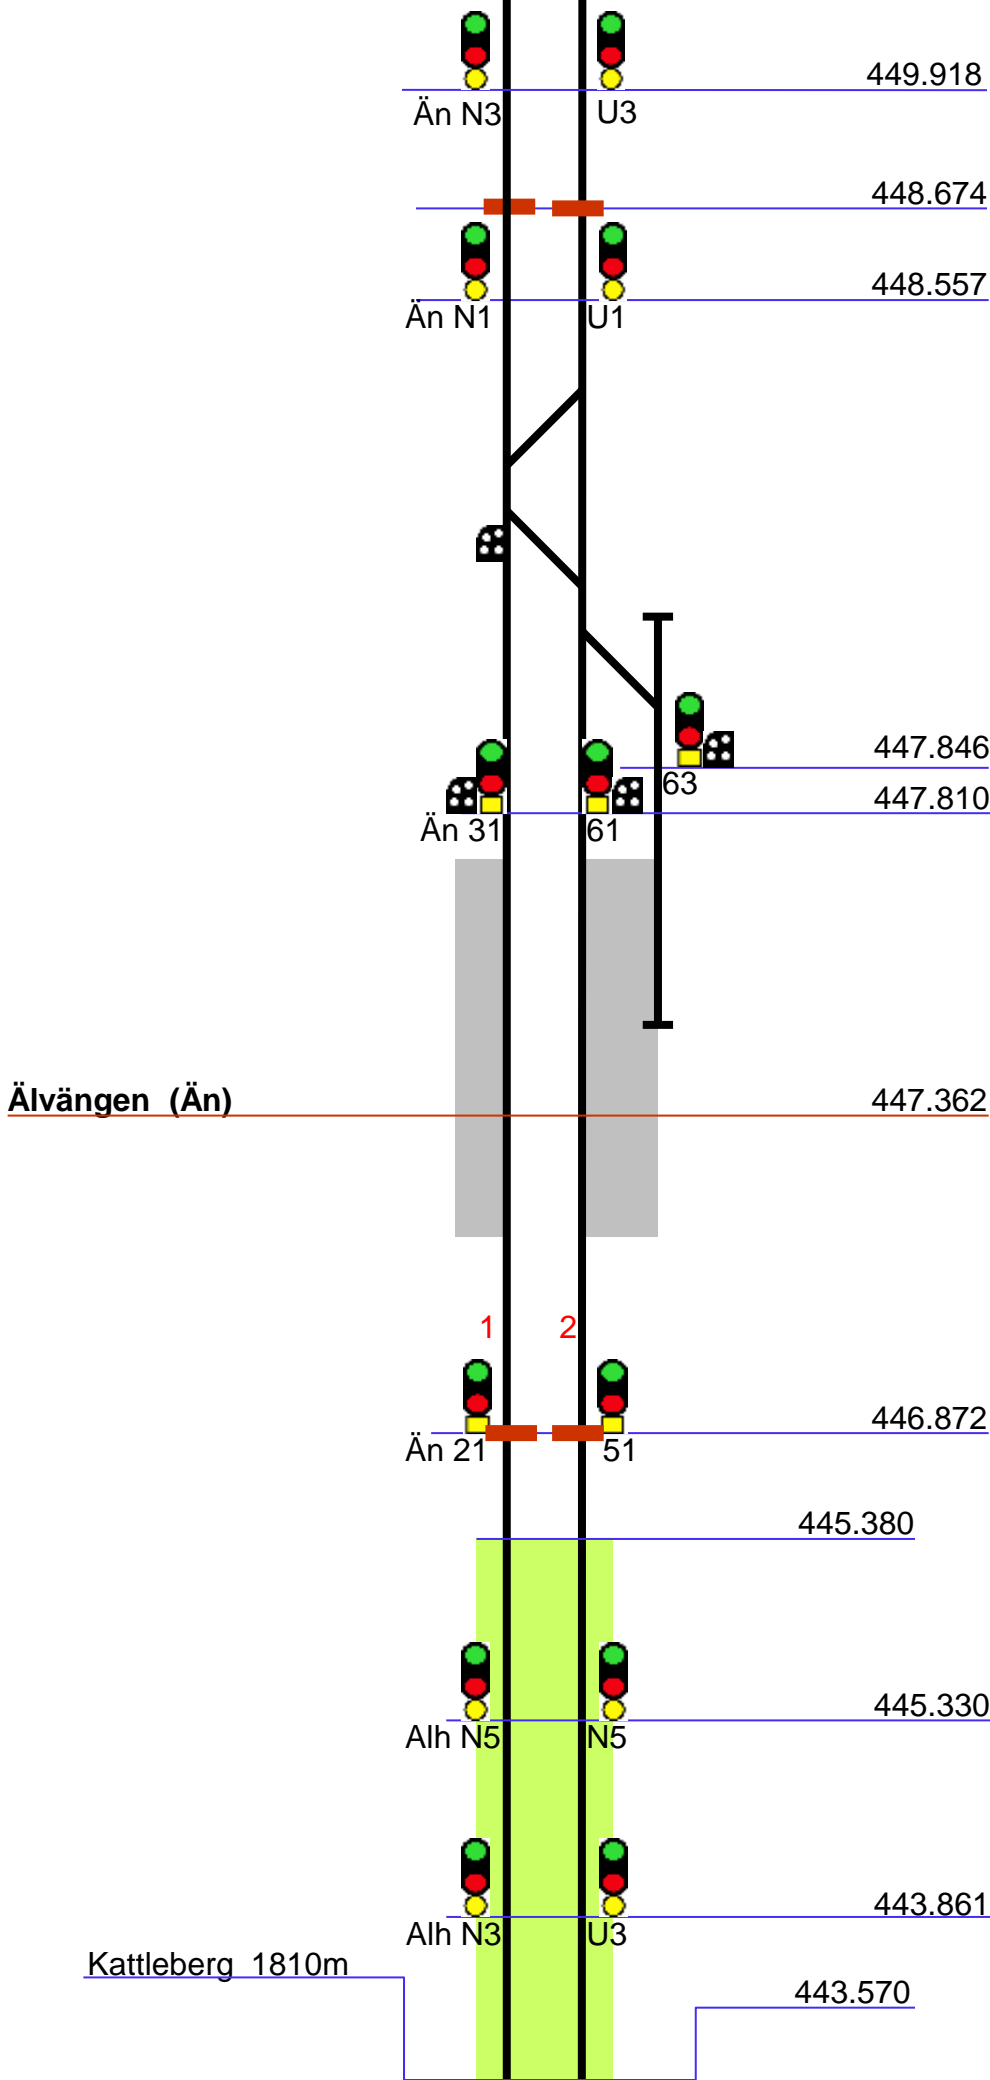 449.918
Än N3 U3
448.674
448.557
Än N1 U1
447.846
63
447.810
Än 31 61
Älvängen (Än) 447.362
1 2
446.872
Än 21 51
445.380
445.330
Alh N5 N5
443.861
Alh N3 U3
Kattleberg 1810m
443.570